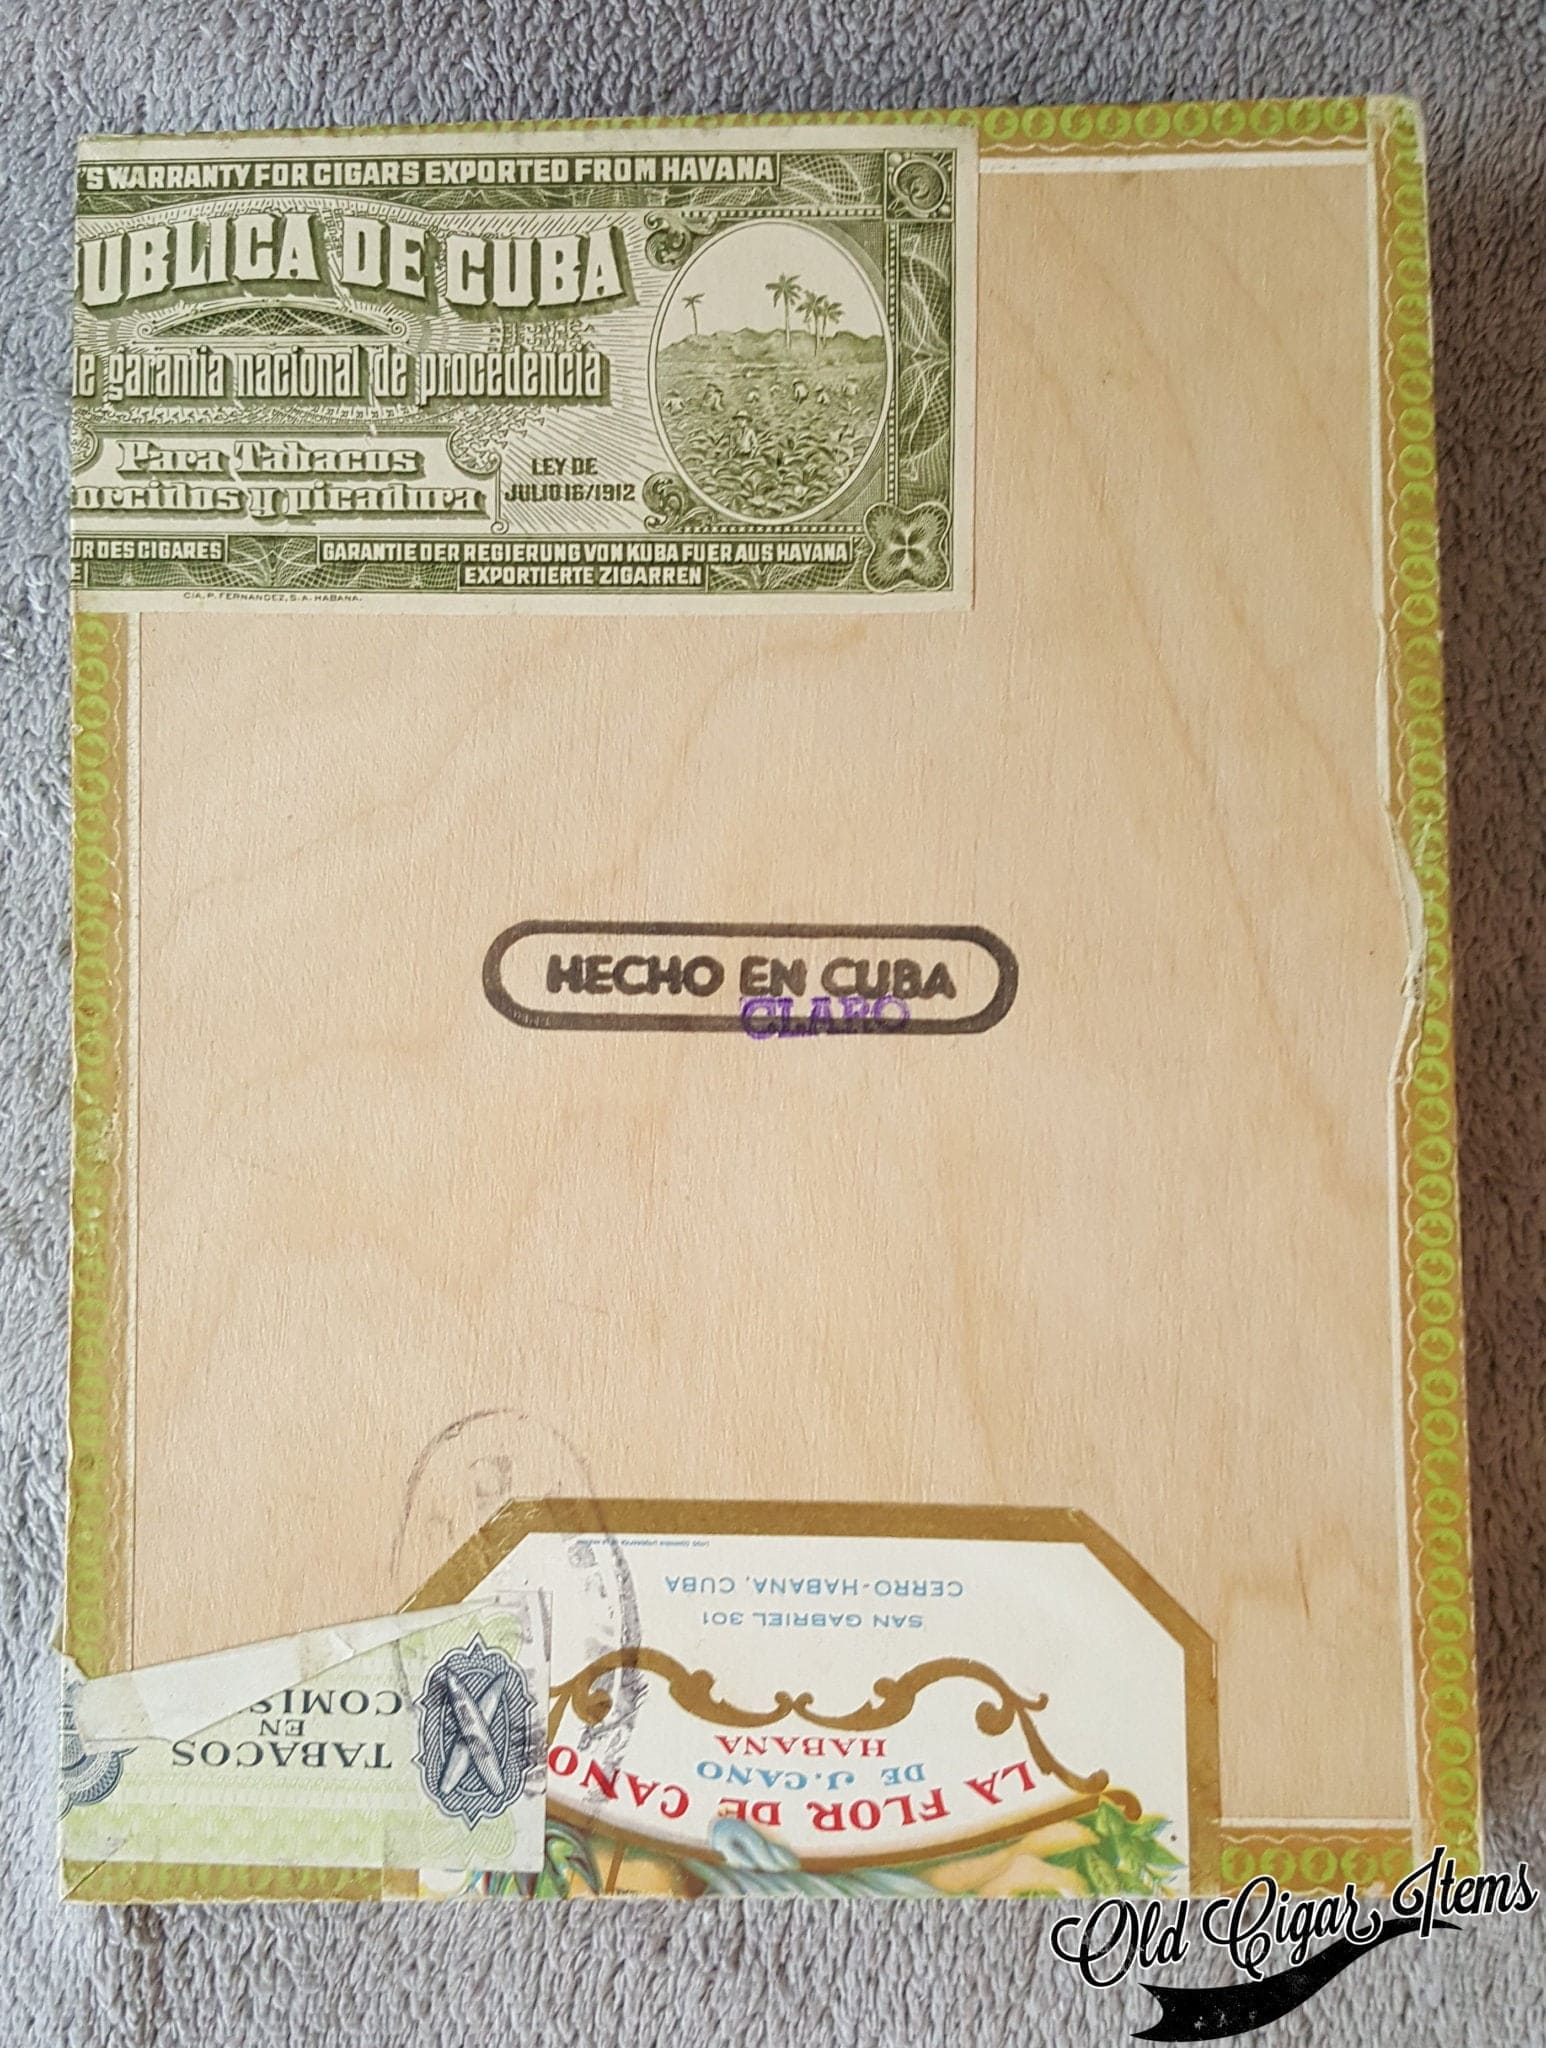 'S WARRANTY FOR CIGARS EXPORTED FROM HAVANA
UBLICA DE CUBA
e garantia nacional de procedencia
Para Tabacos
orcidos y picadura
LEY DE
JULIO 16/1912
UR DES CIGARES
E
GARANTIE DER REGIERUNG VON KUBA FUER AUS HAVANA
EXPORTIERTE ZIGARREN
CIA. P. FERNANDEZ, S. A. HABANA.
HECHO EN CUBA
CLARO
LA FLOR DE CANO
DE J. CANO
HABANA
SAN GABRIEL 301
CERRO-HABANA, CUBA
TABACOS
EN
COMIS
Old Cigar Items